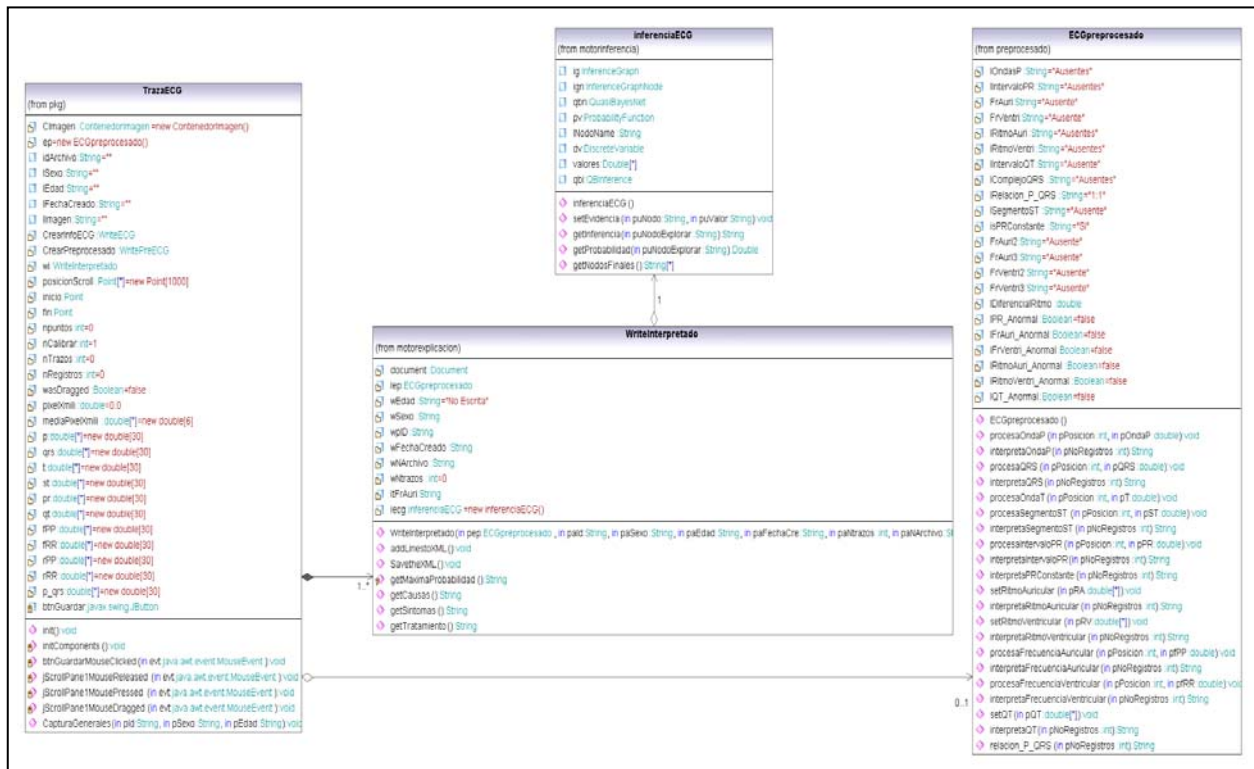 TrazaECG
(from pkg)
CImagen:ContenedorImagen=new ContenedorImagen()
ep=new ECGpreprocesado()
idArchivo:String=""
lSexo:String=""
lEdad:String=""
lFechaCreado:String=""
lImagen:String=""
CrearInfoECG:WriteECG
CrearPreprocesado:WritePreECG
wi:WriteInterpretado
posicionScroll:Point[*]=new Point[1000]
inicio:Point
fin:Point
npuntos:int=0
nCalibrar:int=1
nTrazos:int=0
nRegistros:int=0
wasDragged:Boolean=false
pixelXmili:double=0.0
mediaPixelXmili:double[*]=new double[6]
p:double[*]=new double[30]
qrs:double[*]=new double[30]
t:double[*]=new double[30]
st:double[*]=new double[30]
pr:double[*]=new double[30]
qt:double[*]=new double[30]
fPP:double[*]=new double[30]
fRR:double[*]=new double[30]
rPP:double[*]=new double[30]
rRR:double[*]=new double[30]
p_qrs:double[*]=new double[30]
btnGuardar:javax.swing.JButton
init():void
initComponents():void
btnGuardarMouseClicked(in evt:java.awt.event.MouseEvent):void
jScrollPane1MouseReleased(in evt:java.awt.event.MouseEvent):void
jScrollPane1MousePressed(in evt:java.awt.event.MouseEvent):void
jScrollPane1MouseDragged(in evt:java.awt.event.MouseEvent):void
CapturaGenerales(in pId:String, in pSexo:String, in pEdad:String):void
inferenciaECG
(from motorinferencia)
ig:InferenceGraph
ign:InferenceGraphNode
qbn:QuasiBayesNet
pv:ProbabilityFunction
lNodoName:String
dv:DiscreteVariable
valores:Double[*]
qbi:QBInference
inferenciaECG()
setEvidencia(in puNodo:String, in puValor:String):void
getInferencia(in puNodoExplorar:String):String
getProbabilidad(in puNodoExplorar:String):Double
getNodosFinales():String[*]
1
WriteInterpretado
(from motorexplicacion)
document:Document
lep:ECGpreprocesado
wEdad:String="No Escrita"
wSexo:String
wpID:String
wFechaCreado:String
wNArchivo:String
wNtrazos:int=0
ltFrAuri:String
iecg:inferenciaECG=new inferenciaECG()
WriteInterpretado(in pep:ECGpreprocesado, in paId:String, in paSexo:String, in paEdad:String, in paFechaCre:String, in paNtrazos:int, in paNArchivo:St
addLinestoXML():void
SavetheXML():void
getMaximaProbabilidad():String
getCausas():String
getSintomas():String
getTratamiento():String
1..*
0..1
ECGpreprocesado
(from preprocesado)
lOndasP:String="Ausentes"
lIntervaloPR:String="Ausentes"
FrAuri:String="Ausente"
FrVentri:String="Ausente"
lRitmoAuri:String="Ausentes"
lRitmoVentri:String="Ausentes"
lIntervaloQT:String="Ausente"
lComplejoQRS:String="Ausentes"
lRelacion_P_QRS:String="1:1"
lSegmentoST:String="Ausente"
isPRConstante:String="Si"
FrAuri2:String="Ausente"
FrAuri3:String="Ausente"
FrVentri2:String="Ausente"
FrVentri3:String="Ausente"
lDiferencialRitmo:double
lPR_Anormal:Boolean=false
lFrAuri_Anormal:Boolean=false
lFrVentri_Anormal:Boolean=false
lRitmoAuri_Anormal:Boolean=false
lRitmoVentri_Anormal:Boolean=false
lQT_Anormal:Boolean=false
ECGpreprocesado()
procesaOndaP(in pPosicion:int, in pOndaP:double):void
interpretaOndaP(in pNoRegistros:int):String
procesaQRS(in pPosicion:int, in pQRS:double):void
interpretaQRS(in pNoRegistros:int):String
procesaOndaT(in pPosicion:int, in pT:double):void
procesaSegmentoST(in pPosicion:int, in pST:double):void
interpretaSegmentoST(in pNoRegistros:int):String
procesaIntervaloPR(in pPosicion:int, in pPR:double):void
interpretaIntervaloPR(in pNoRegistros:int):String
interpretaPRConstante(in pNoRegistros:int):String
setRitmoAuricular(in pRA:double[*]):void
interpretaRitmoAuricular(in pNoRegistros:int):String
setRitmoVentricular(in pRV:double[*]):void
interpretaRitmoVentricular(in pNoRegistros:int):String
procesaFrecuenciaAuricular(in pPosicion:int, in pfPP:double):void
interpretaFrecuenciaAuricular(in pNoRegistros:int):String
procesaFrecuenciaVentricular(in pPosicion:int, in pfRR:double):void
interpretaFrecuenciaVentricular(in pNoRegistros:int):String
setQT(in pQT:double[*]):void
interpretaQT(in pNoRegistros:int):String
relacion_P_QRS(in pNoRegistros:int):String